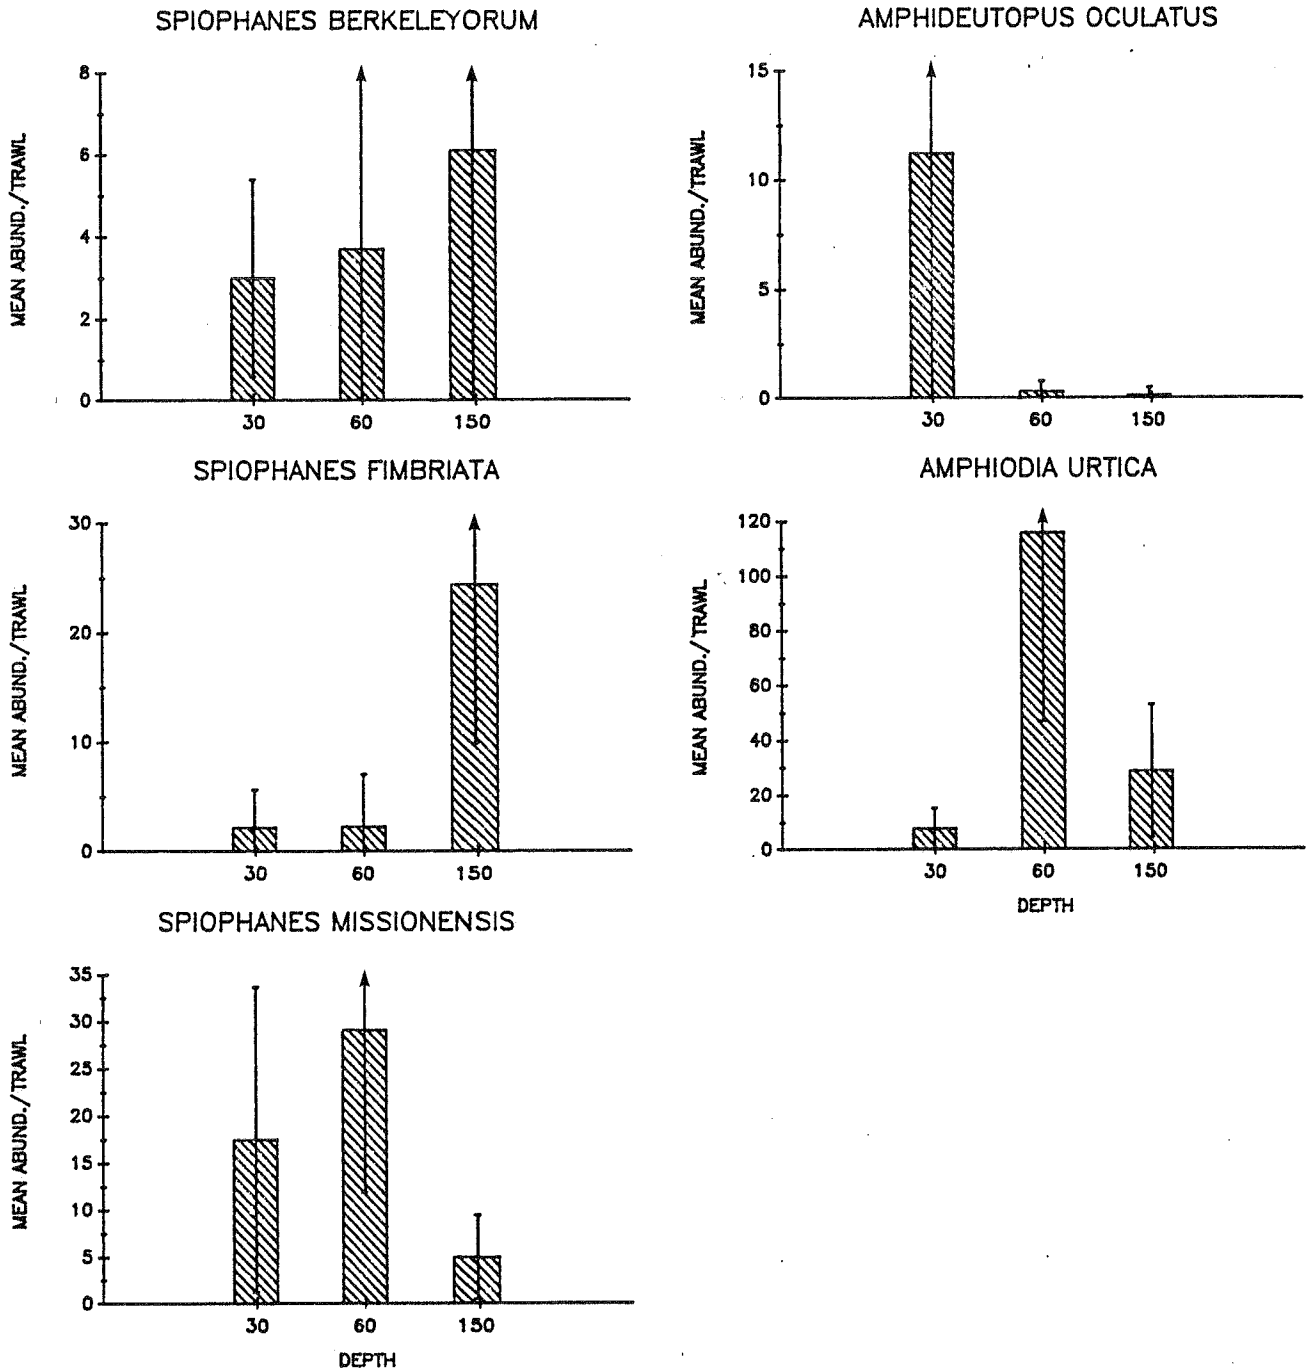 SPIOPHANES BERKELEYORUM
MEAN ABUND./TRAWL
8
6
4
2
0
30 60 150
SPIOPHANES FIMBRIATA
MEAN ABUND./TRAWL
30
20
10
0
30 60 150
SPIOPHANES MISSIONENSIS
MEAN ABUND./TRAWL
35
30
25
20
15
10
5
0
30 60 150
DEPTH
AMPHIDEUTOPUS OCULATUS
MEAN ABUND./TRAWL
15
10
5
0
30 60 150
AMPHIODIA URTICA
MEAN ABUND./TRAWL
120
100
80
60
40
20
0
30 60 150
DEPTH